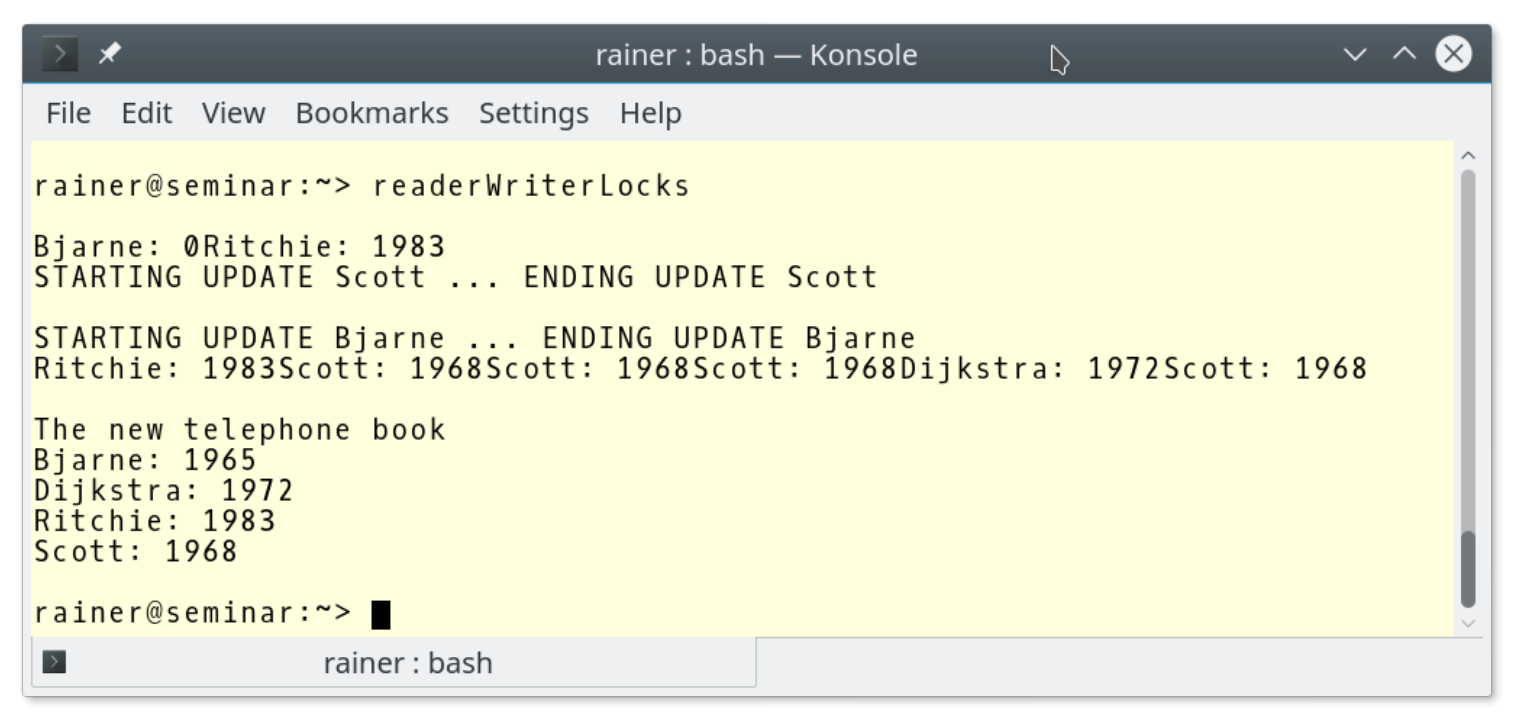 rainer : bash — Konsole
File Edit View Bookmarks Settings Help
rainer@seminar:~> readerWriterLocks
Bjarne: 0Ritchie: 1983
STARTING UPDATE Scott ... ENDING UPDATE Scott
STARTING UPDATE Bjarne ... ENDING UPDATE Bjarne
Ritchie: 1983Scott: 1968Scott: 1968Scott: 1968Dijkstra: 1972Scott: 1968
The new telephone book
Bjarne: 1965
Dijkstra: 1972
Ritchie: 1983
Scott: 1968
rainer@seminar:~>
rainer : bash